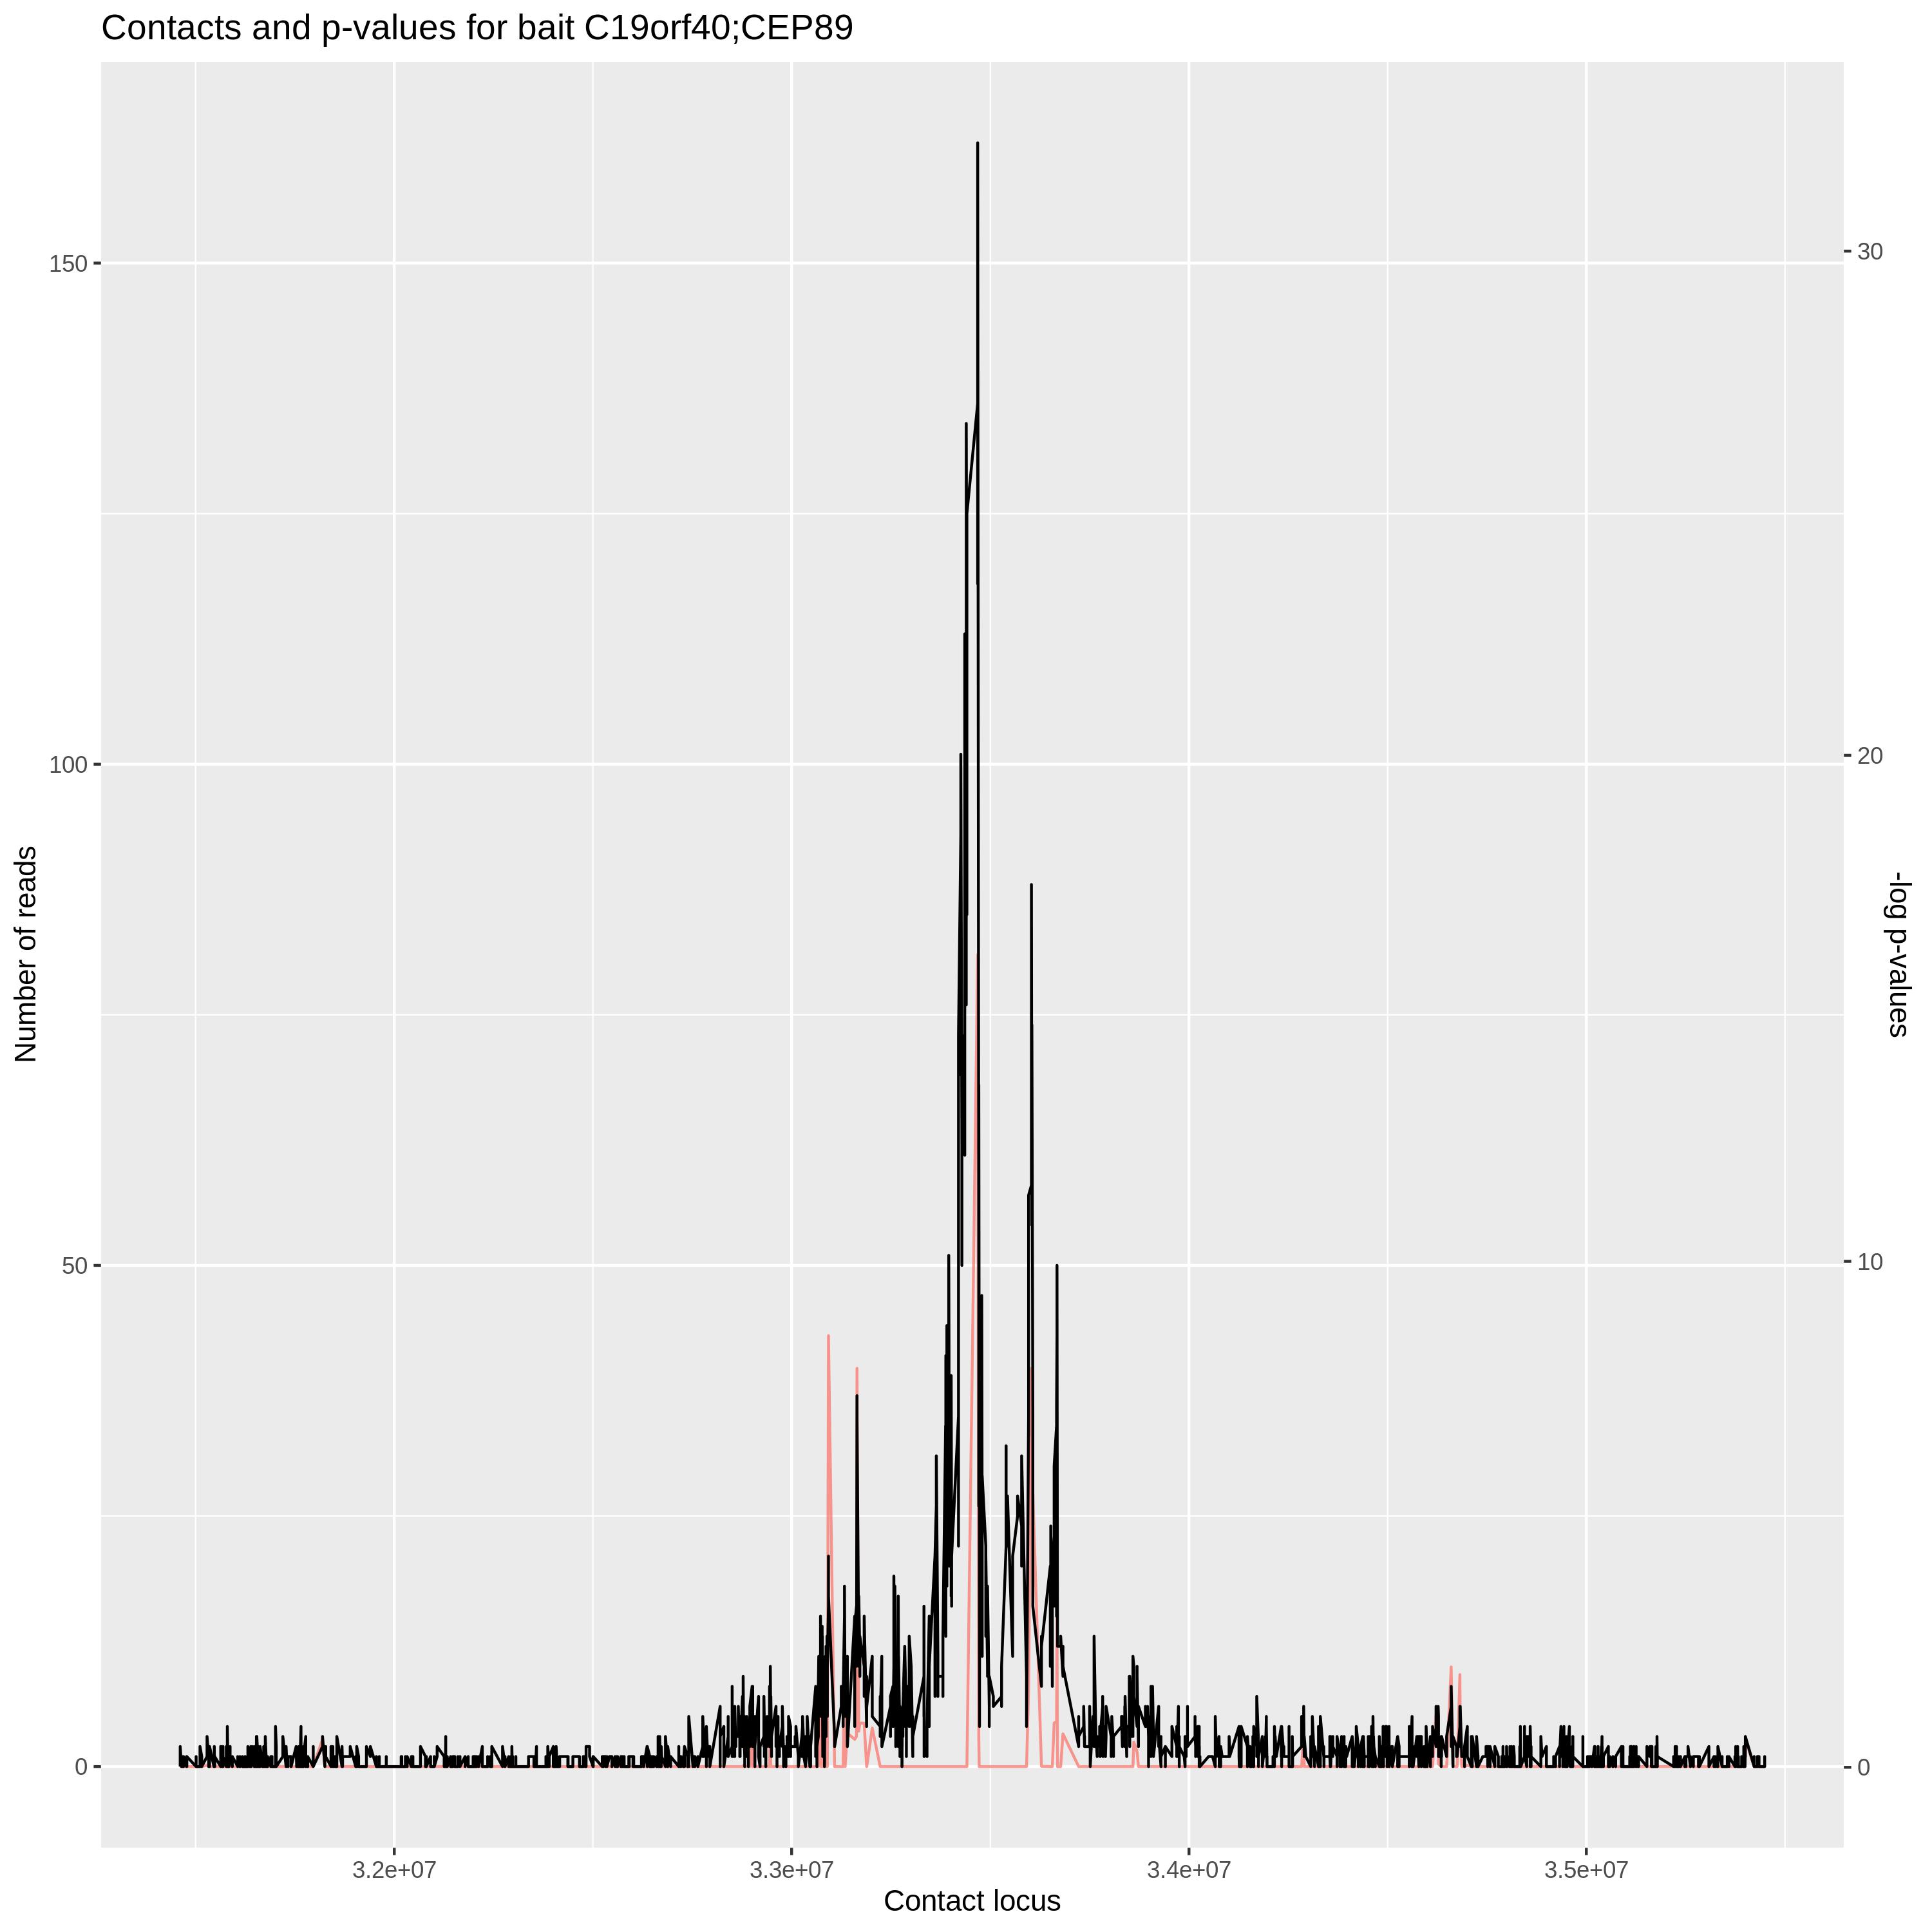 Contacts and p-values for bait C19orf40;CEP89
150
100
50
0
30
20
10
0
Number of reads
-log p-values
3.2e+07
3.3e+07
3.4e+07
3.5e+07
Contact locus